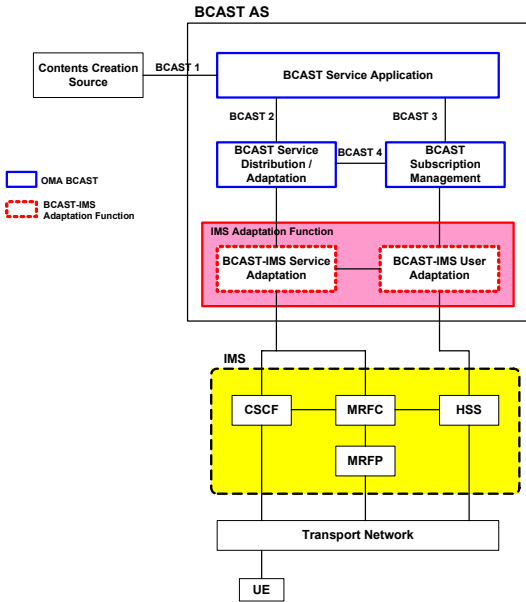 BCAST AS
Contents Creation
Source
BCAST 1
BCAST Service Application
BCAST 2
BCAST 3
BCAST Service
Distribution /
Adaptation
BCAST 4
BCAST
Subscription
Management
OMA BCAST
BCAST-IMS
Adaptation Function
IMS Adaptation Function
BCAST-IMS Service
Adaptation
BCAST-IMS User
Adaptation
IMS
CSCF
MRFC
HSS
MRFP
Transport Network
UE